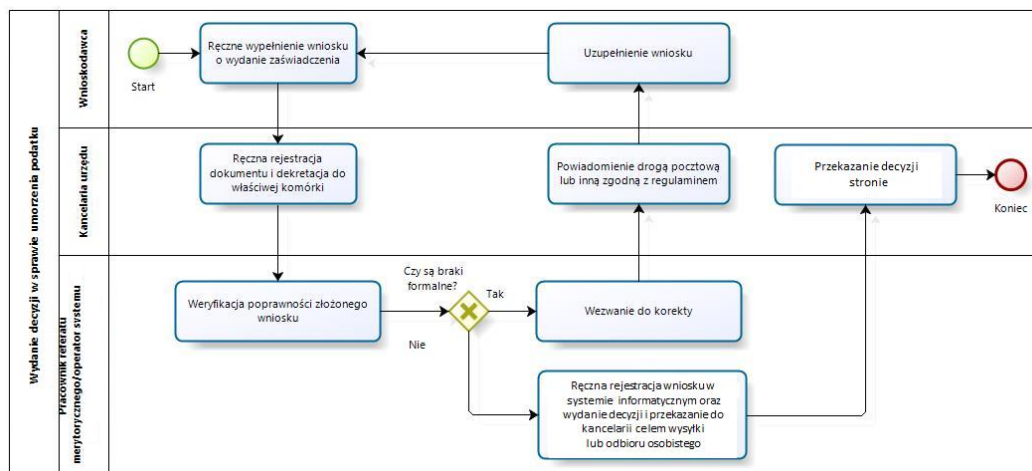 Wydanie decyzji w sprawie umorzenia podatku
Wnioskodawca
Start
Ręczne wypełnienie wniosku
o wydanie zaświadczenia
Uzupełnienie wniosku
Kancelaria urzędu
Ręczna rejestracja
dokumentu i dekretacja do
właściwej komórki
Powiadomienie drogą pocztową
lub inną zgodną z regulaminem
Przekazanie decyzji
stronie
Koniec
Pracownik referatu
merytorycznego/operator systemu
Weryfikacja poprawności złożonego
wniosku
Czy są braki
formalne?
Tak
Nie
Wezwanie do korekty
Ręczna rejestracja wniosku w
systemie informatycznym oraz
wydanie decyzji i przekazanie do
kancelarii celem wysyłki
lub odbioru osobistego